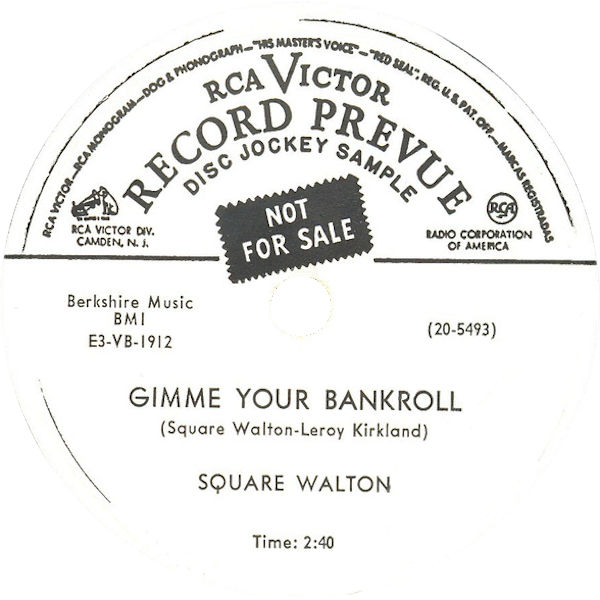 RCA VICTOR—RCA MONOGRAM—DOG & PHONOGRAPH—"HIS MASTER'S VOICE"—"RED SEAL", REG. U. S. PAT. OFF.—MARCAS REGISTRADAS
RCA VICTOR
RECORD PREVUE
DISC JOCKEY SAMPLE
NOT
FOR SALE
RCA VICTOR DIV.
CAMDEN, N. J.
RCA
RADIO CORPORATION
OF AMERICA
Berkshire Music
BMI
E3-VB-1912
(20-5493)
GIMME YOUR BANKROLL
(Square Walton-Leroy Kirkland)
SQUARE WALTON
Time: 2:40